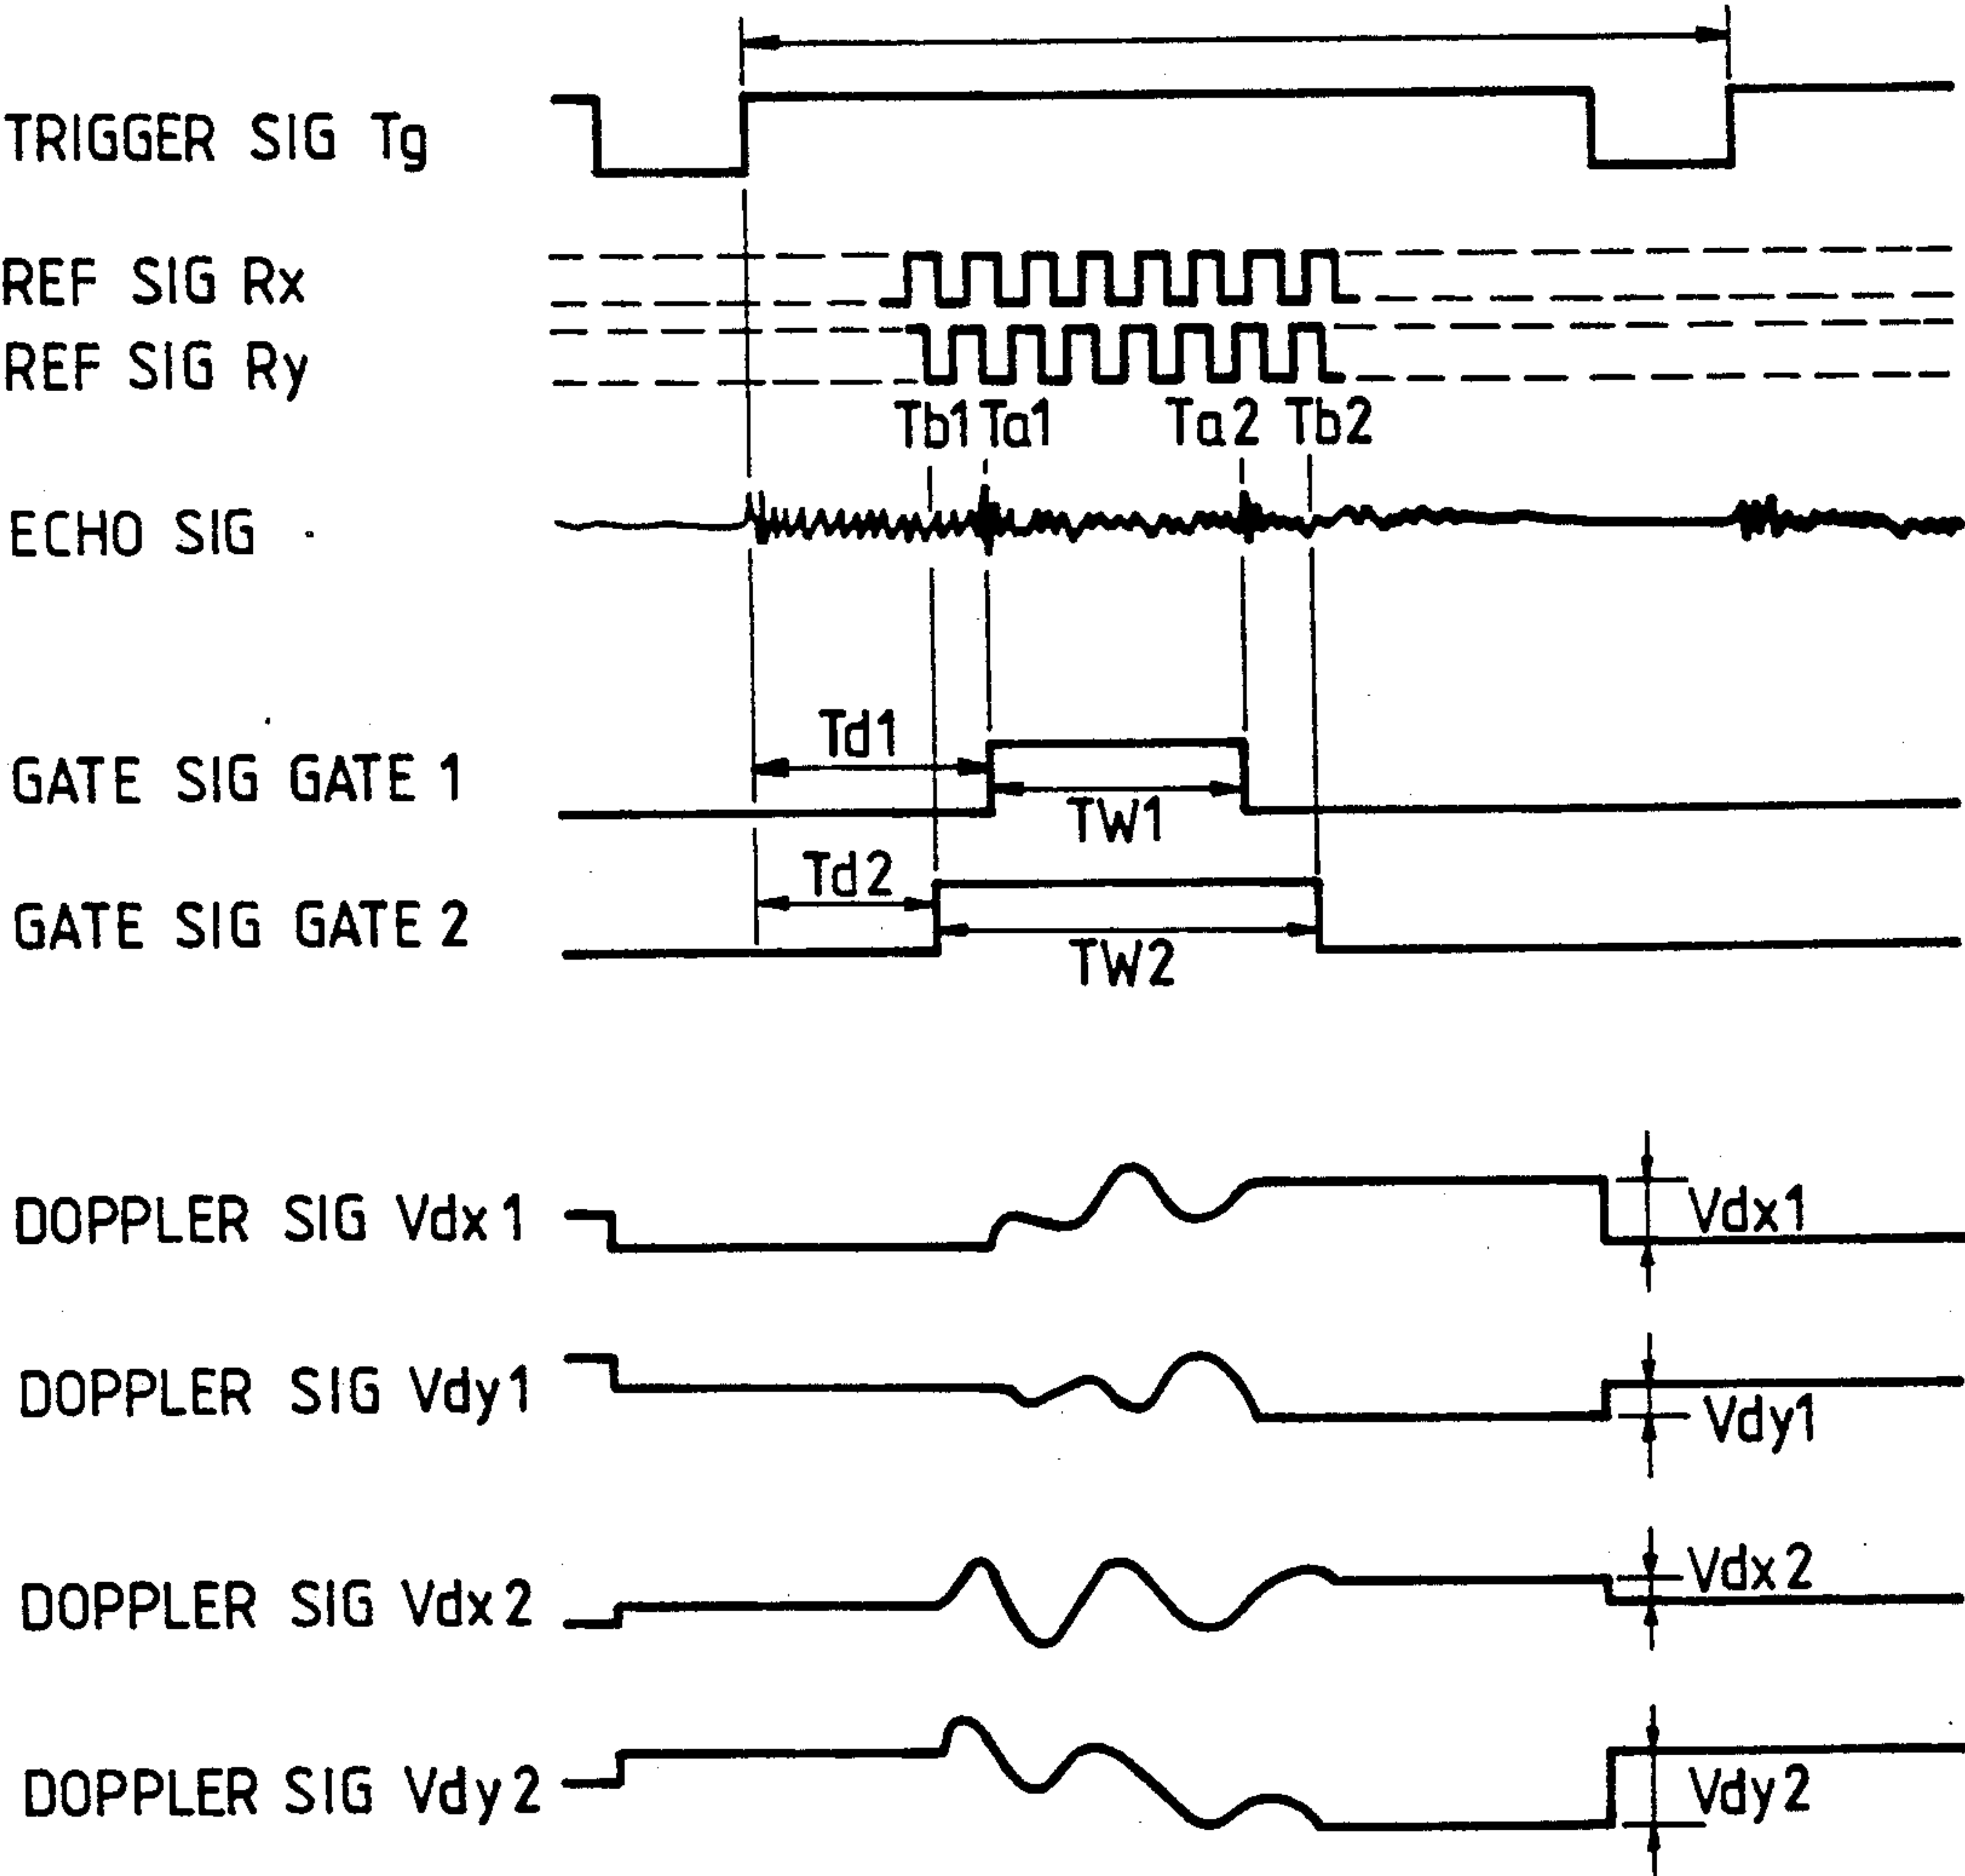 TRIGGER SIG Tg
REF SIG Rx
REF SIG Ry
Tb1 Ta1 Ta2 Tb2
ECHO SIG
Td1
GATE SIG GATE 1
TW1
Td2
GATE SIG GATE 2
TW2
DOPPLER SIG Vdx1
Vdx1
DOPPLER SIG Vdy1
Vdy1
DOPPLER SIG Vdx2
Vdx2
DOPPLER SIG Vdy2
Vdy2